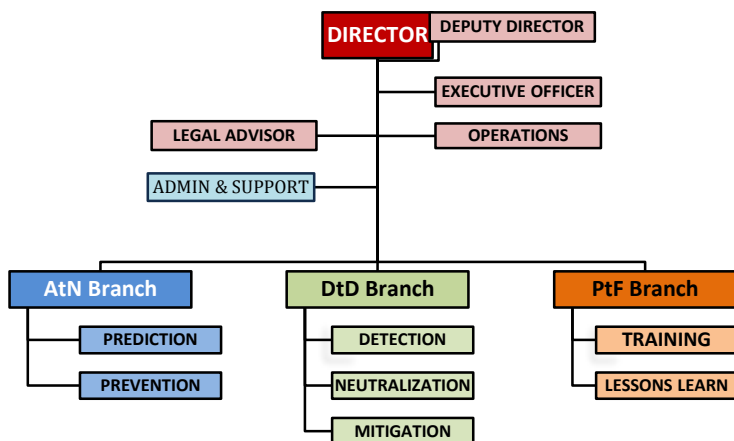 DIRECTOR
DEPUTY DIRECTOR
EXECUTIVE OFFICER
LEGAL ADVISOR
OPERATIONS
ADMIN & SUPPORT
AtN Branch
DtD Branch
PtF Branch
PREDICTION
DETECTION
TRAINING
PREVENTION
NEUTRALIZATION
LESSONS LEARN
MITIGATION